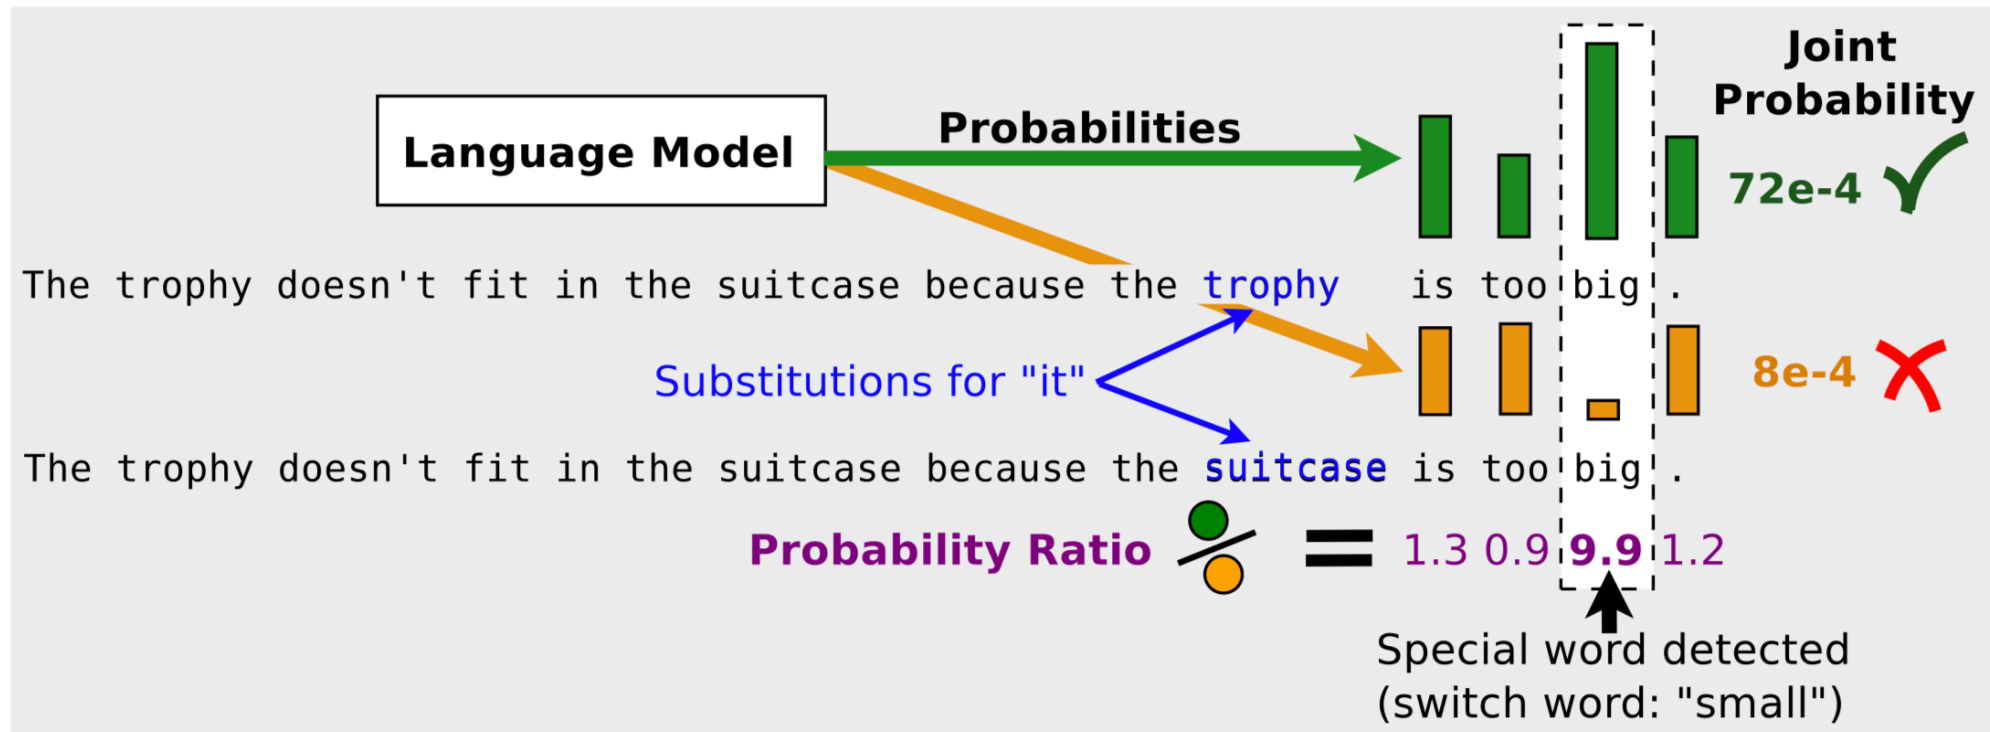 Joint
Probability
Probabilities
Language Model
72e-4
The trophy doesn't fit in the suitcase because the trophy is too big .
Substitutions for "it"
8e-4
The trophy doesn't fit in the suitcase because the suitcase is too big .
Probability Ratio = 1.3 0.9 9.9 1.2
Special word detected
(switch word: "small")